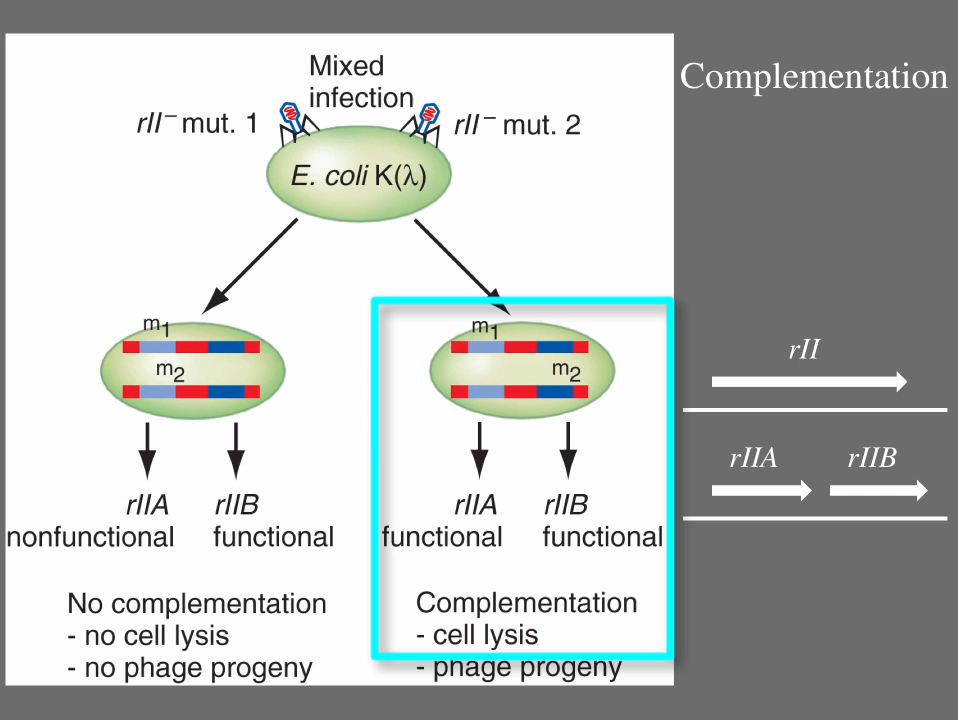 Complementation
Mixed
infection
rII⁻ mut. 1
rII⁻ mut. 2
E. coli K(λ)
m1
m2
m1
m2
rIIA rIIB
nonfunctional functional
No complementation
- no cell lysis
- no phage progeny
rIIA rIIB
functional functional
Complementation
- cell lysis
- phage progeny
rII
rIIA rIIB